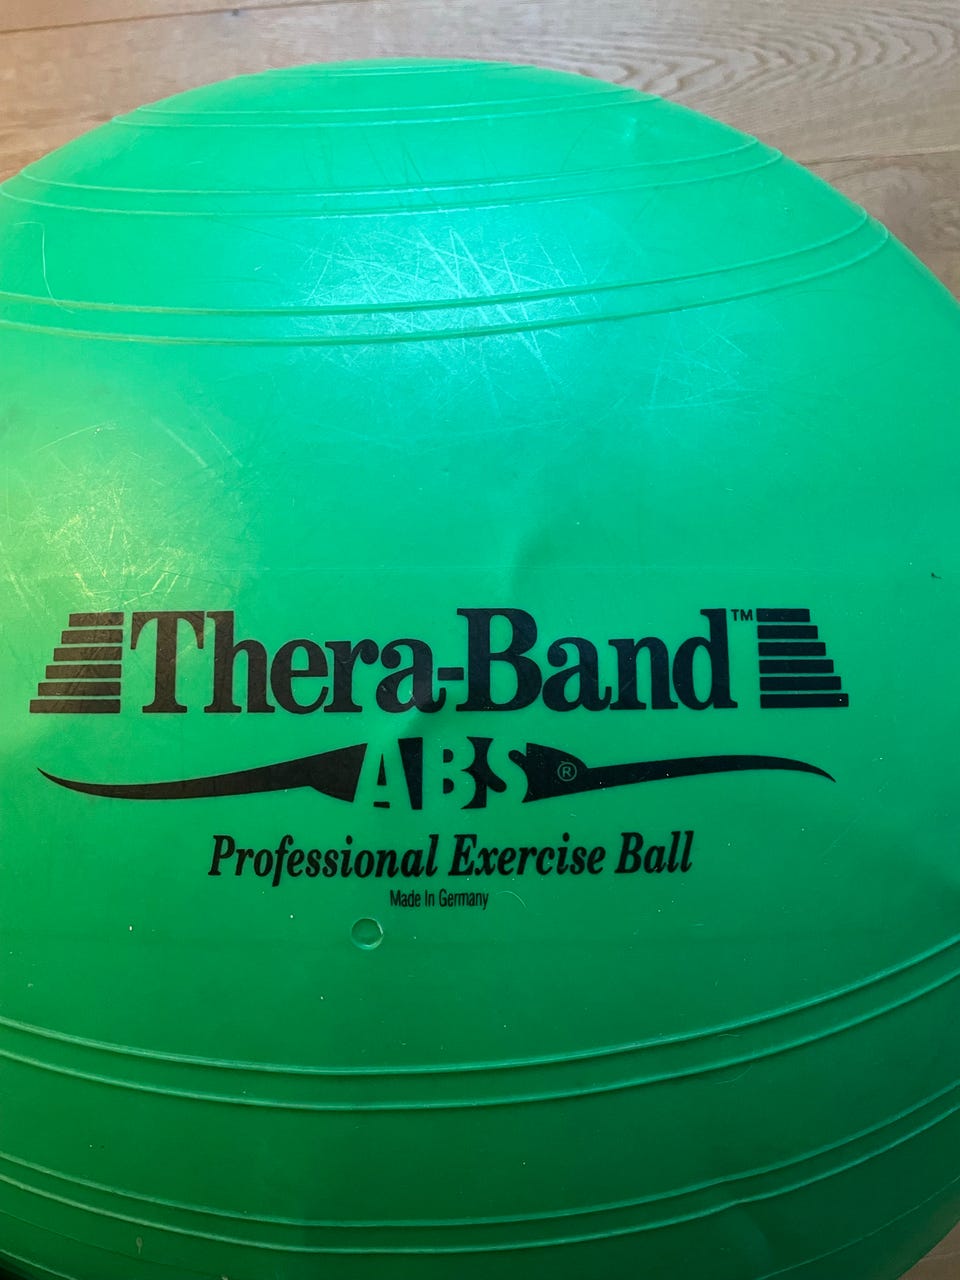 Thera-Band™
ABS®
Professional Exercise Ball
Made In Germany